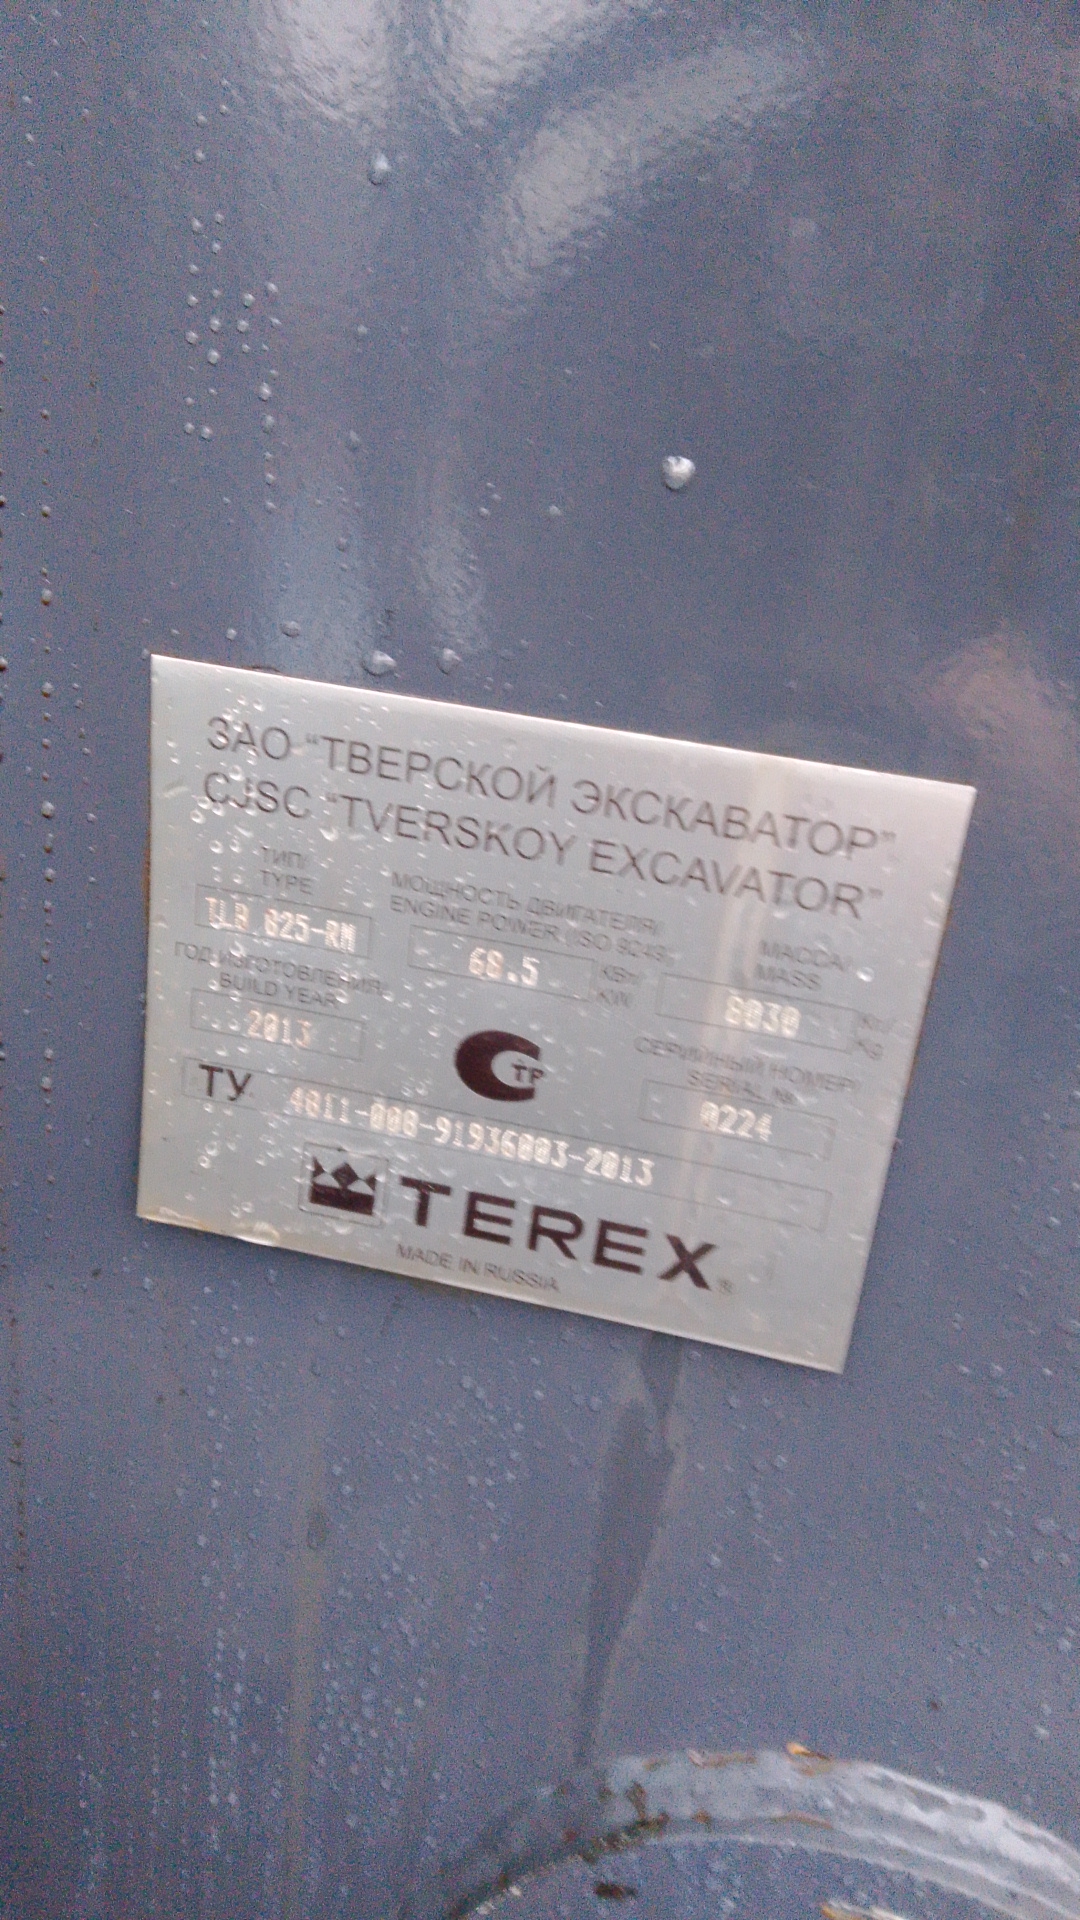 ЗАО “ТВЕРСКОЙ ЭКСКАВАТОР”
CJSC “TVERSKOY EXCAVATOR”
ТИП/
TYPE
TLB 825-RM
МОЩНОСТЬ ДВИГАТЕЛЯ/
ENGINE POWER (ISO 9249)
68.5
КВт/
KW
МАССА/
MASS
8030
Кг/
Kg
ГОД ИЗГОТОВЛЕНИЯ/
BUILD YEAR
2013
СТР
СЕРИЙНЫЙ НОМЕР/
SERIAL №
0224
ТУ 4811-008-91936003-2013
TEREX®
MADE IN RUSSIA